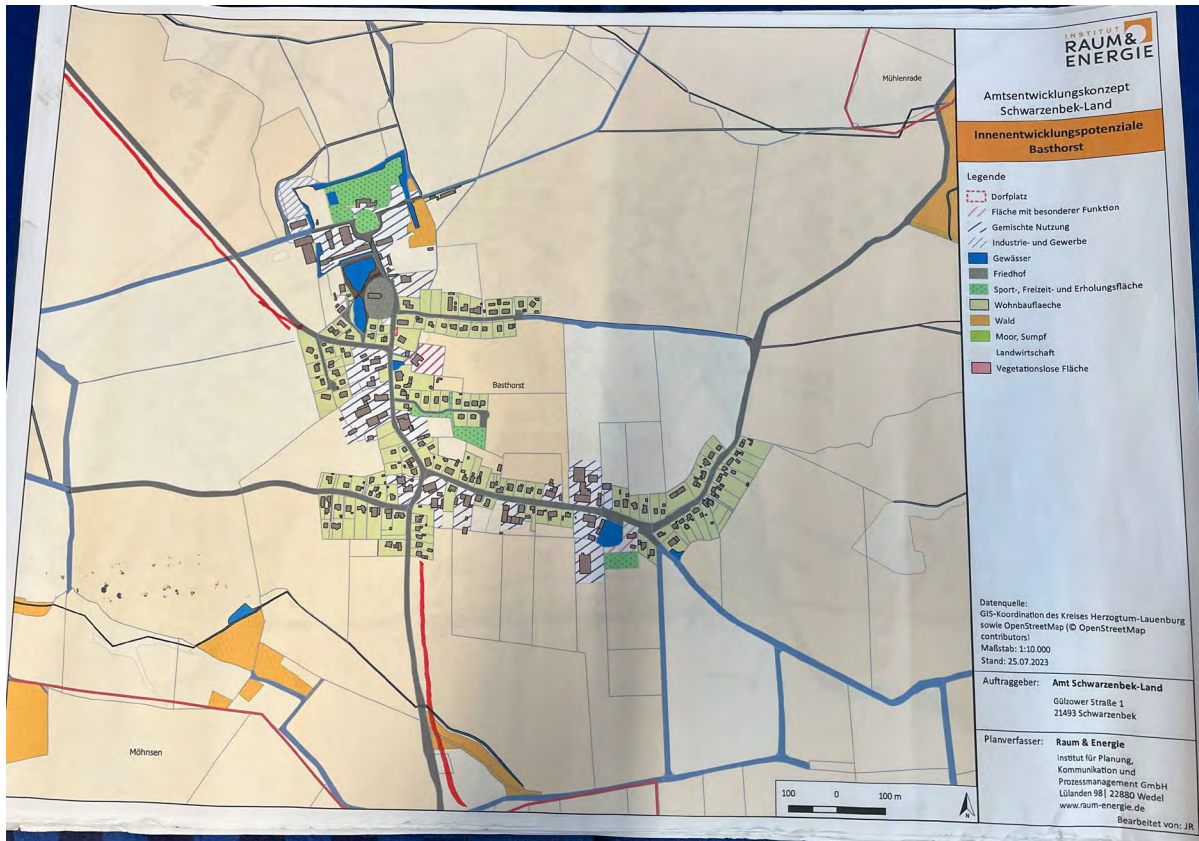 INSTITUT
RAUM &
ENERGIE
Amtsentwicklungskonzept
Schwarzenbek-Land
Innenentwicklungspotenziale
Basthorst
Legende
Dorfplatz
Fläche mit besonderer Funktion
Gemischte Nutzung
Industrie- und Gewerbe
Gewässer
Friedhof
Sport-, Freizeit- und Erholungsfläche
Wohnbauflaeche
Wald
Moor, Sumpf
Landwirtschaft
Vegetationslose Fläche
Mühlenrade
Basthorst
Möhnsen
Datenquelle:
GIS-Koordination des Kreises Herzogtum-Lauenburg
sowie OpenStreetMap (© OpenStreetMap
contributors)
Maßstab: 1:10.000
Stand: 25.07.2023
Auftraggeber: Amt Schwarzenbek-Land
Gülzower Straße 1
21493 Schwarzenbek
Planverfasser: Raum & Energie
Institut für Planung,
Kommunikation und
Prozessmanagement GmbH
Lülanden 98 | 22880 Wedel
www.raum-energie.de
Bearbeitet von: JR
100 0 100 m
N